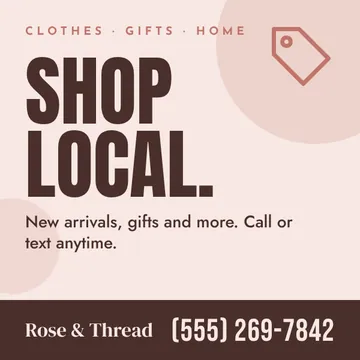 CLOTHES · GIFTS · HOME
SHOP
LOCAL.
New arrivals, gifts and more. Call or
text anytime.
Rose & Thread (555) 269-7842